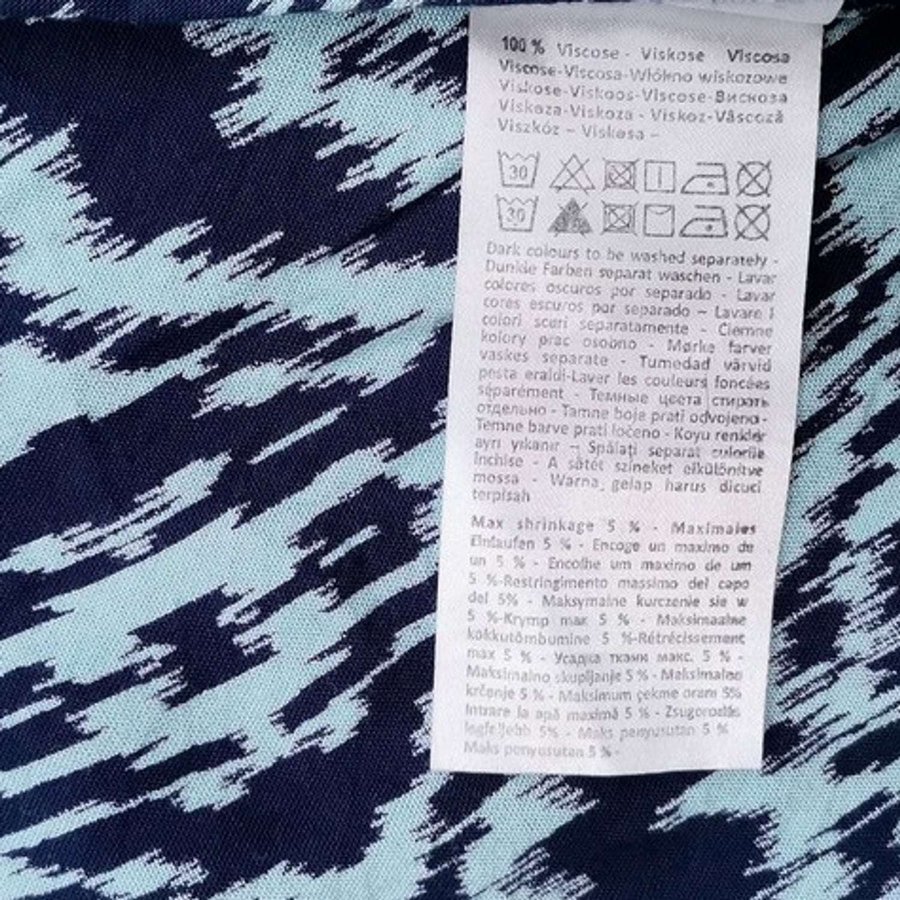 100 % Viscose - Viskose Viscosa
Viscose-Viscosa-Włókno wiskozowe
Viskose-Viskoos-Viscose-Вискоза
Viskoza-Viskoza - Viskoz-Vâscoză
Viszkóz – Viskosa –
30
30
Dark colours to be washed separately -
Dunkle Farben separat waschen - Lavar
colores oscuros por separado - Lavar
cores escuros por separado – Lavare i
colori scuri separatamente - Ciemne
kolory prac osobno - Mørke farver
vaskes separate - Tumedad värvid
pesta eraldi-Laver les couleurs foncées
séparément - Темные цвета стирать
отдельно - Tamne boje prati odvojeno-
Temne barve prati ločeno - Koyu renkler
ayrı yıkanır – Spălați separat culorile
închise - A sötét színeket elkülönítve
mossa - Warna gelap harus dicuci
terpisah
Max shrinkage 5 % - Maximales
Einlaufen 5 % - Encoge un maximo de
un 5 % - Encolhe um maximo de um
5 %-Restringimento massimo del capo
del 5% - Maksymalne kurczenie sie w
5 %-Krymp max 5 % - Maksimaalne
kokkutõmbumine 5 %-Rétrécissement
max 5 % - Усадка ткани макс. 5 % -
Maksimalno skupljanje 5 % - Maksimalno
krčenje 5 % - Maksimum çekme oranı 5%
Intrare la apă maximă 5 % - Zsugorodás
legfeljebb 5% - Maks penyusutan 5 %
Maks penyusutan 5 % -